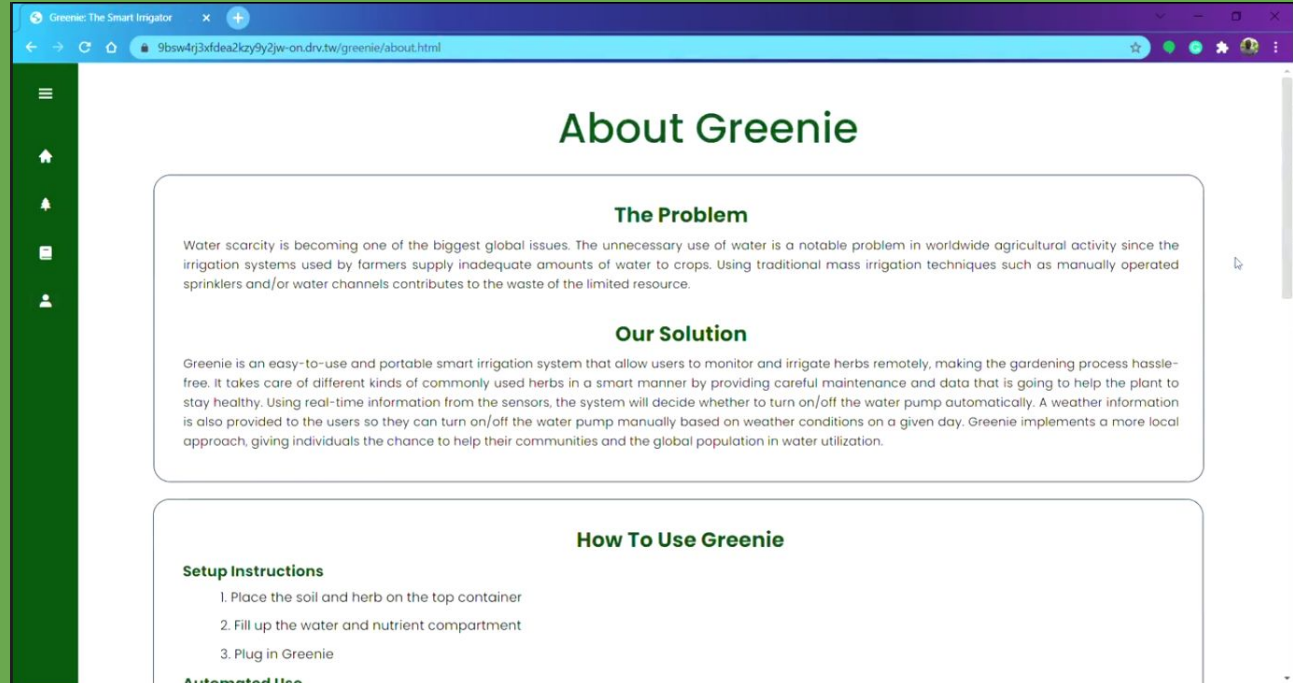 Greenie: The Smart Irrigator
9bsw4rj3xfdea2kzy9y2jw-on.drv.tw/greenie/about.html
About Greenie
The Problem
Water scarcity is becoming one of the biggest global issues. The unnecessary use of water is a notable problem in worldwide agricultural activity since the
irrigation systems used by farmers supply inadequate amounts of water to crops. Using traditional mass irrigation techniques such as manually operated
sprinklers and/or water channels contributes to the waste of the limited resource.
Our Solution
Greenie is an easy-to-use and portable smart irrigation system that allow users to monitor and irrigate herbs remotely, making the gardening process hassle-
free. It takes care of different kinds of commonly used herbs in a smart manner by providing careful maintenance and data that is going to help the plant to
stay healthy. Using real-time information from the sensors, the system will decide whether to turn on/off the water pump automatically. A weather information
is also provided to the users so they can turn on/off the water pump manually based on weather conditions on a given day. Greenie implements a more local
approach, giving individuals the chance to help their communities and the global population in water utilization.
How To Use Greenie
Setup Instructions
1. Place the soil and herb on the top container
2. Fill up the water and nutrient compartment
3. Plug in Greenie
Automated Use